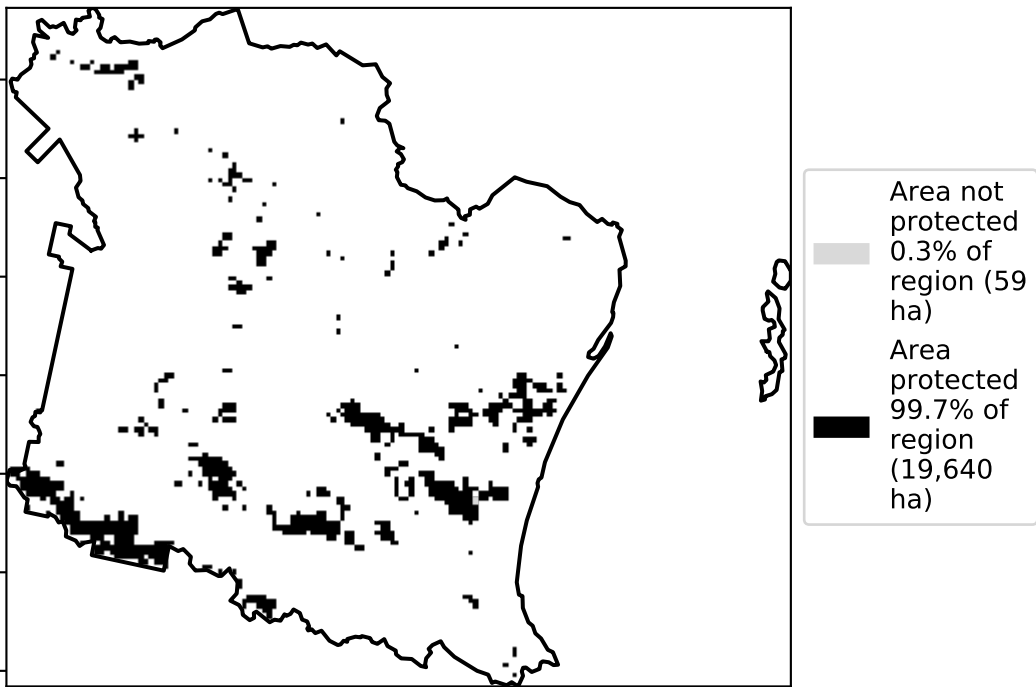 Area not
protected
0.3% of
region (59
ha)
Area
protected
99.7% of
region
(19,640
ha)